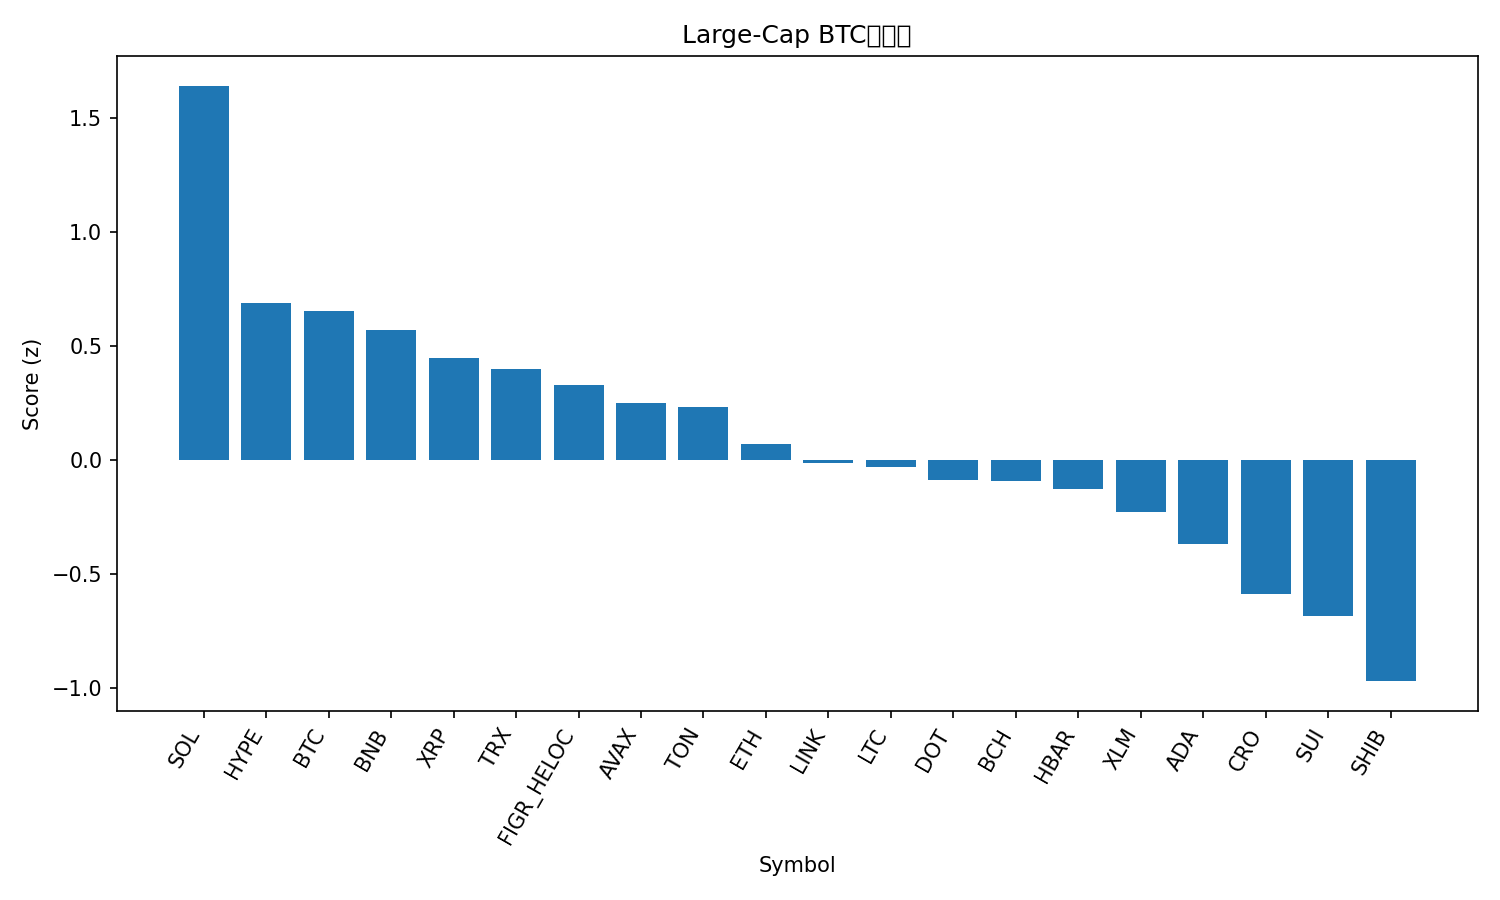 Large-Cap BTC
Score (z)
1.5
1.0
0.5
0.0
−0.5
−1.0
SOL
HYPE
BTC
BNB
XRP
TRX
FIGR_HELOC
AVAX
TON
ETH
LINK
LTC
DOT
BCH
HBAR
XLM
ADA
CRO
SUI
SHIB
Symbol